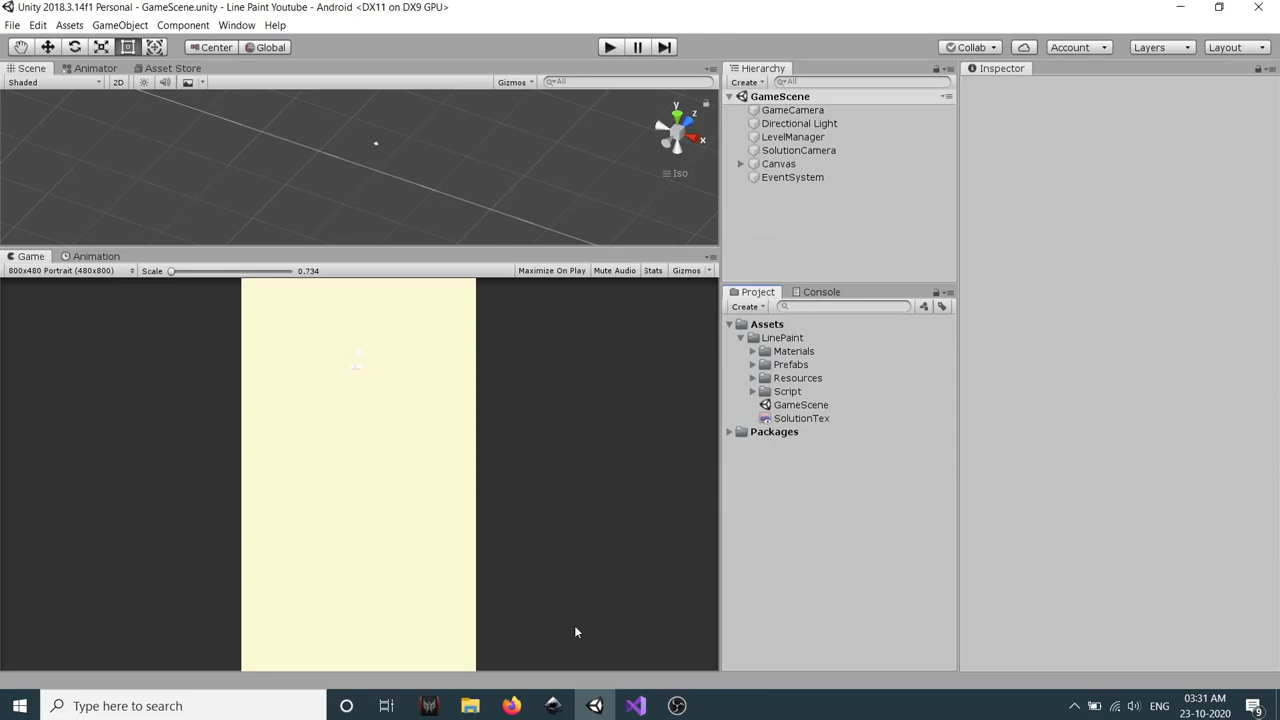 Unity 2018.3.14f1 Personal - GameScene.unity - Line Paint Youtube - Android <DX11 on DX9 GPU>
File Edit Assets GameObject Component Window Help
Center Global Collab Account Layers Layout
Scene Animator Asset Store
Shaded 2D Gizmos All
y
z
x
Iso
Game Animation
800x480 Portrait (480x800) Scale 0.734 Maximize On Play Mute Audio Stats Gizmos
Hierarchy
Create All
GameScene
GameCamera
Directional Light
LevelManager
SolutionCamera
Canvas
EventSystem
Project Console
Create
Assets
LinePaint
Materials
Prefabs
Resources
Script
GameScene
SolutionTex
Packages
Inspector
Type here to search
ENG
03:31 AM
23-10-2020
9